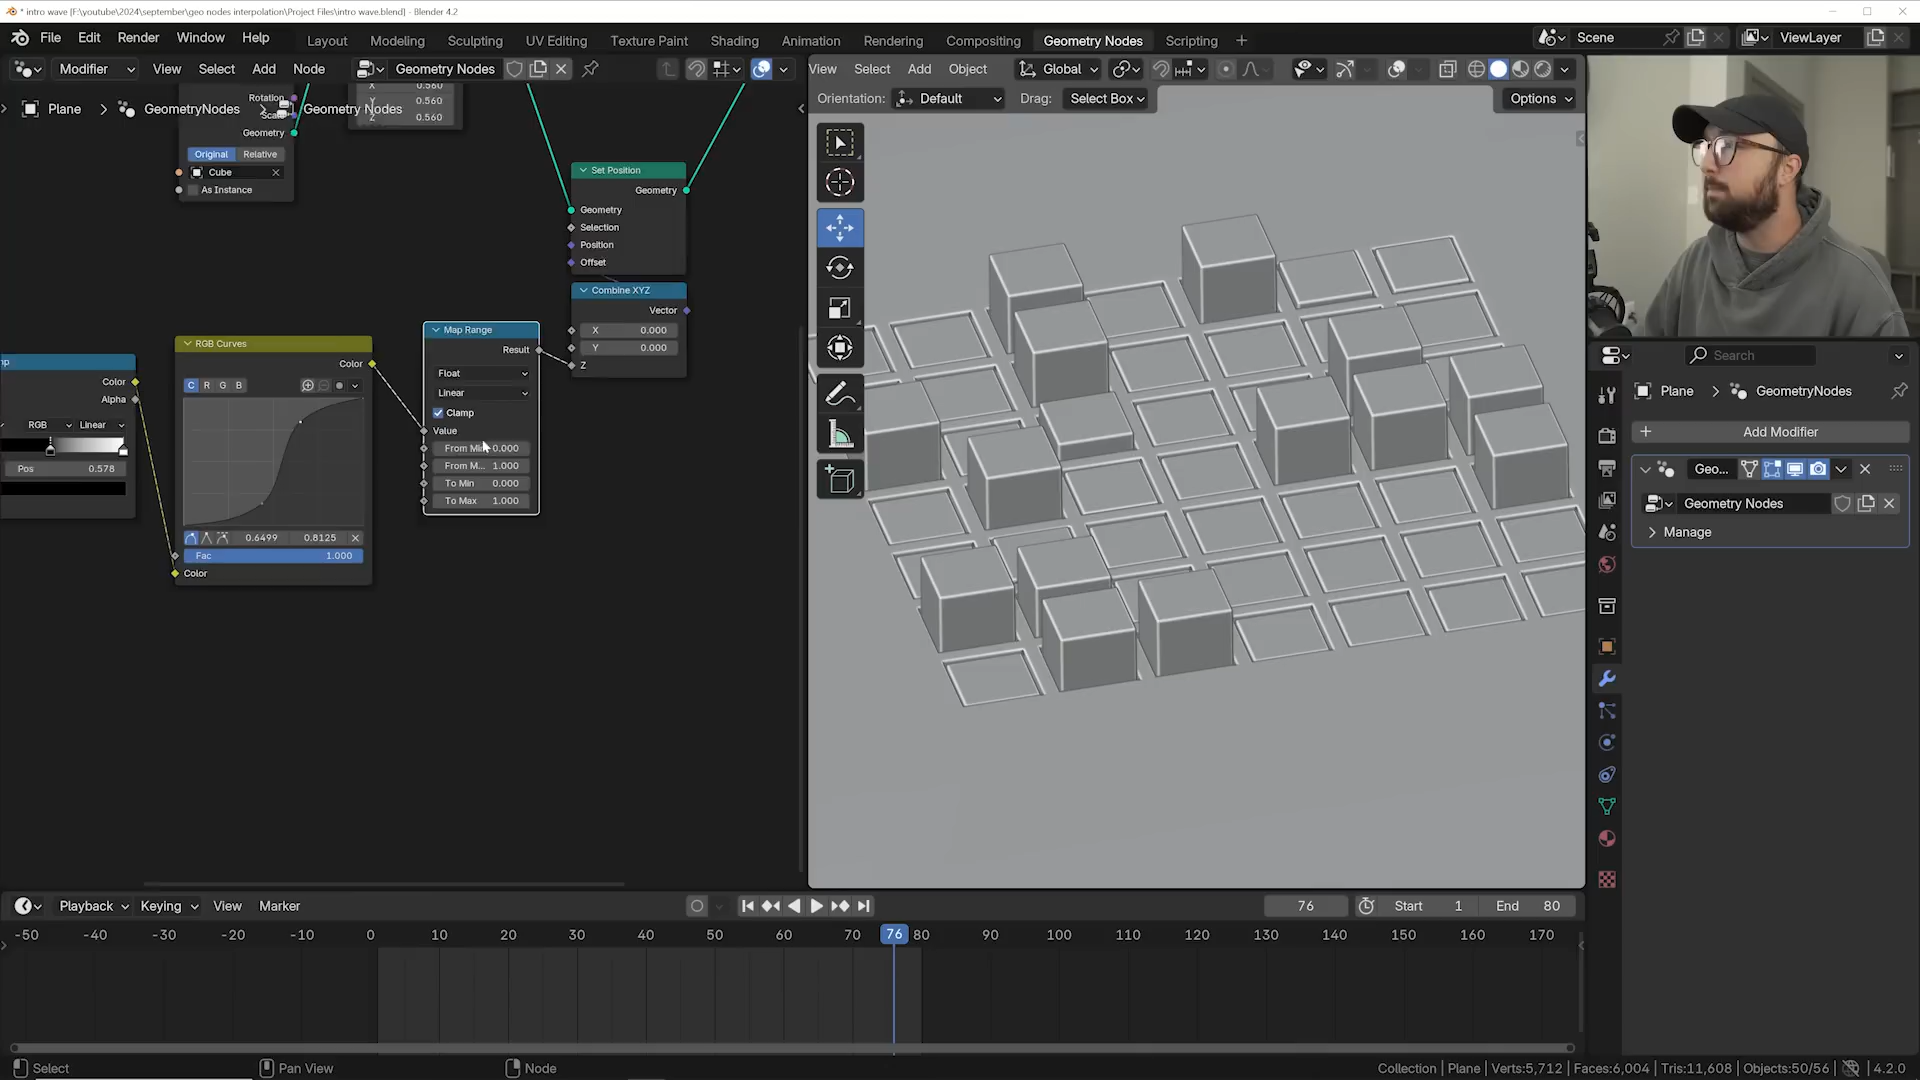 * intro wave [F:\youtube\2024\september\geo nodes interpolation\Project Files\intro wave.blend] - Blender 4.2
File Edit Render Window Help
Layout Modeling Sculpting UV Editing Texture Paint Shading Animation Rendering Compositing Geometry Nodes Scripting +
Scene
ViewLayer
Modifier View Select Add Node Geometry Nodes
View Select Add Object Global
Plane > GeometryNodes > Geometry Nodes
Orientation: Default Drag: Select Box Options
Rotation
Scale
Geometry
Original Relative
Cube
As Instance
X 0.560
Y 0.560
Z 0.560
Set Position
Geometry
Geometry
Selection
Position
Offset
Combine XYZ
Vector
X 0.000
Y 0.000
Z
Map Range
Result
Float
Linear
Clamp
Value
From Min 0.000
From M... 1.000
To Min 0.000
To Max 1.000
RGB Curves
Color
C R G B
0.6499 0.8125
Fac 1.000
Color
Color
Alpha
RGB Linear
Pos 0.578
Search
Plane > GeometryNodes
+ Add Modifier
Geo...
Geometry Nodes
Manage
Playback Keying View Marker
76 Start 1 End 80
-50 -40 -30 -20 -10 0 10 20 30 40 50 60 70 76 80 90 100 110 120 130 140 150 160 170
Select Pan View Node
Collection | Plane | Verts:5,712 | Faces:6,004 | Tris:11,608 | Objects:50/56 | 4.2.0